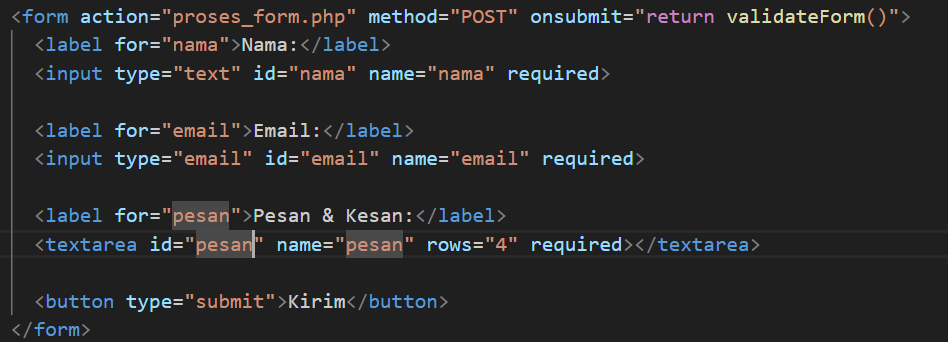 <form action="proses_form.php" method="POST" onsubmit="return validateForm()">
<label for="nama">Nama:</label>
<input type="text" id="nama" name="nama" required>
<label for="email">Email:</label>
<input type="email" id="email" name="email" required>
<label for="pesan">Pesan & Kesan:</label>
<textarea id="pesan" name="pesan" rows="4" required></textarea>
<button type="submit">Kirim</button>
</form>